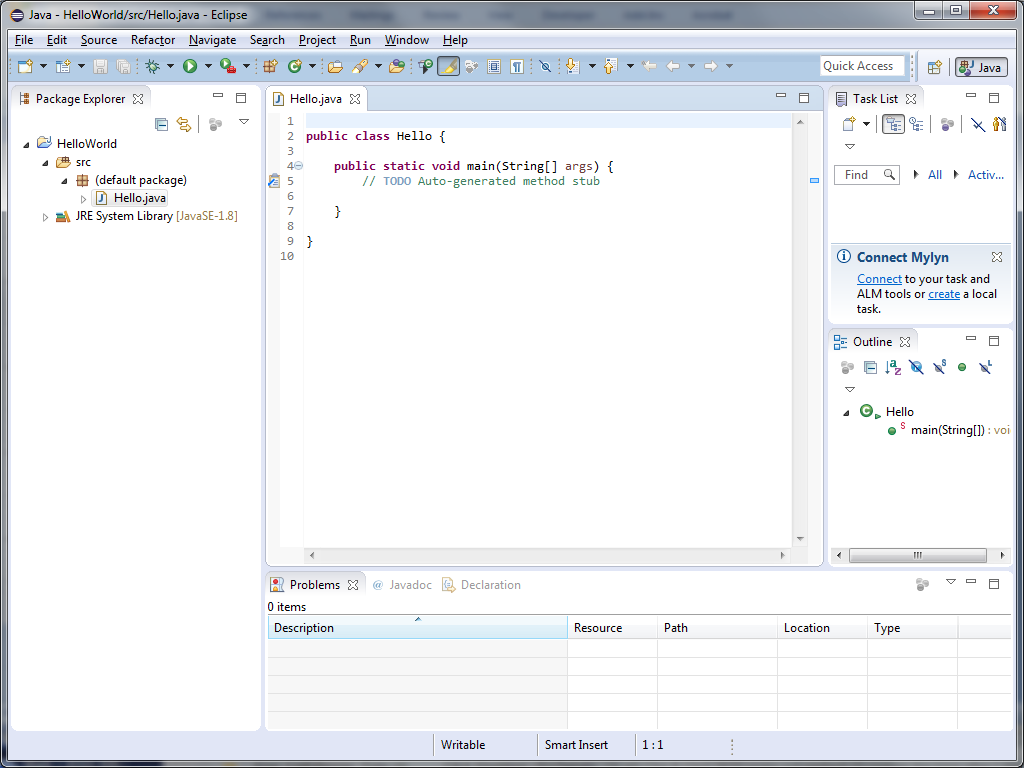 Java - HelloWorld/src/Hello.java - Eclipse
File Edit Source Refactor Navigate Search Project Run Window Help
Quick Access Java
Package Explorer
HelloWorld
src
(default package)
Hello.java
JRE System Library [JavaSE-1.8]
Hello.java
1
2 public class Hello {
3
4 public static void main(String[] args) {
5 // TODO Auto-generated method stub
6
7 }
8
9 }
10
Task List
Find All Activ...
Connect Mylyn
Connect to your task and
ALM tools or create a local
task.
Outline
Hello
main(String[]) : voi
Problems @ Javadoc Declaration
0 items
Description Resource Path Location Type
Writable Smart Insert 1 : 1